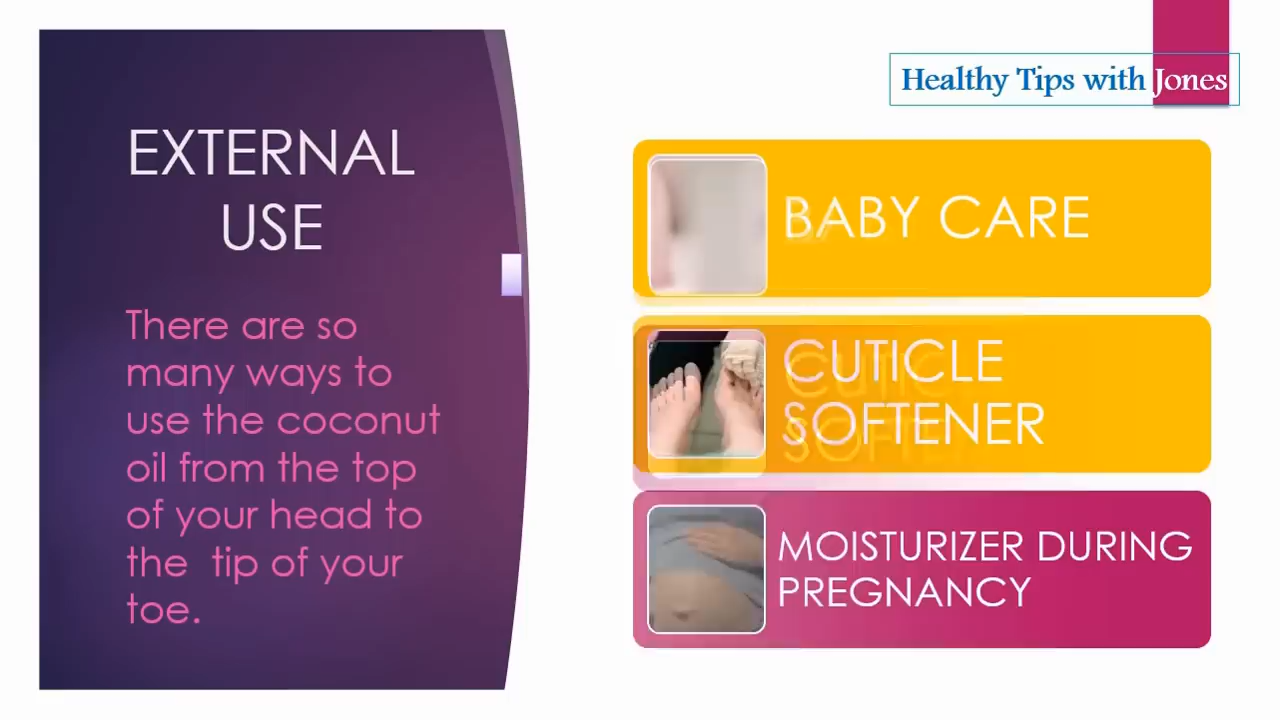 Healthy Tips with Jones
EXTERNAL
USE
There are so
many ways to
use the coconut
oil from the top
of your head to
the tip of your
toe.
BABY CARE
CUTICLE
SOFTENER
MOISTURIZER DURING
PREGNANCY